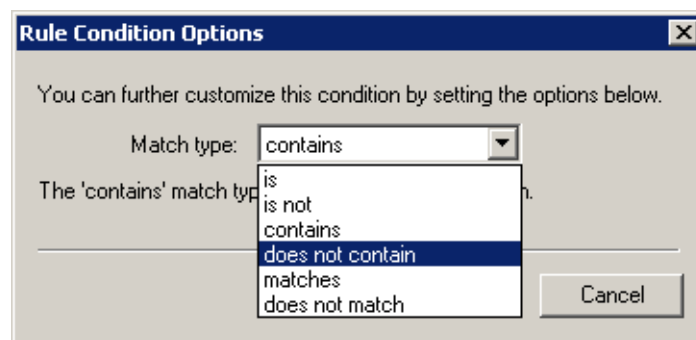 Rule Condition Options
You can further customize this condition by setting the options below.
Match type: contains
The 'contains' match typ
is
is not
contains
does not contain
matches
does not match
Cancel